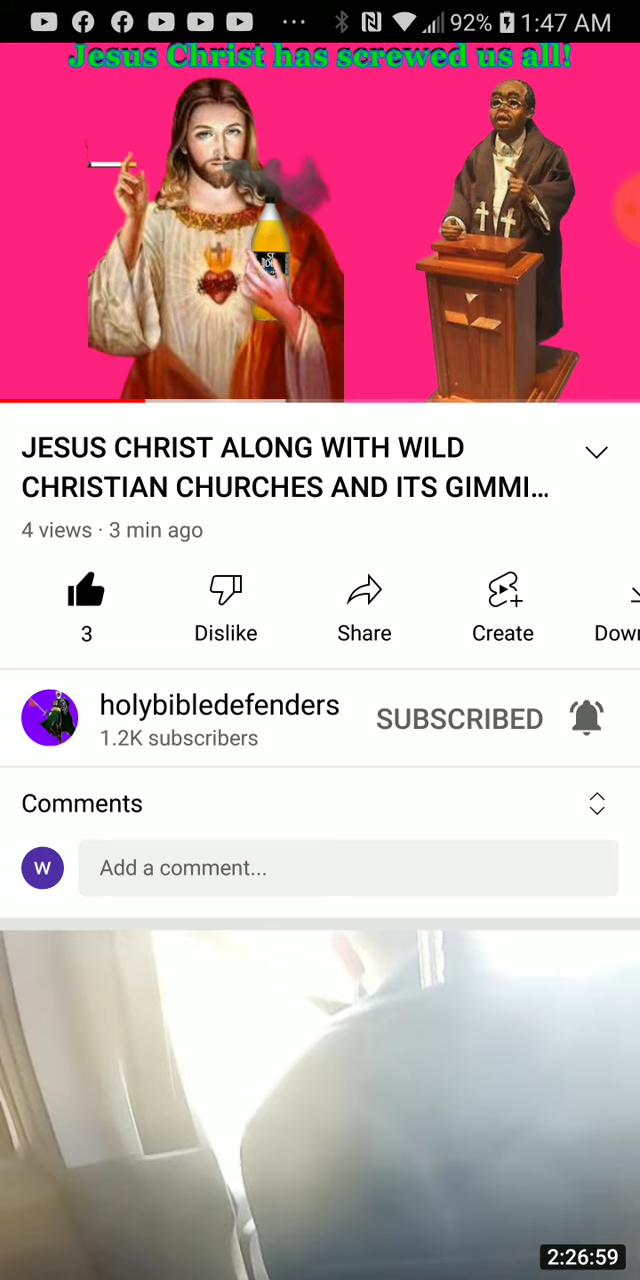 92% 1:47 AM
Jesus Christ has screwed us all!
ST
JESUS CHRIST ALONG WITH WILD
CHRISTIAN CHURCHES AND ITS GIMMI...
4 views · 3 min ago
3
Dislike
Share
Create
Down
holybibledefenders
1.2K subscribers
SUBSCRIBED
Comments
W
Add a comment...
2:26:59